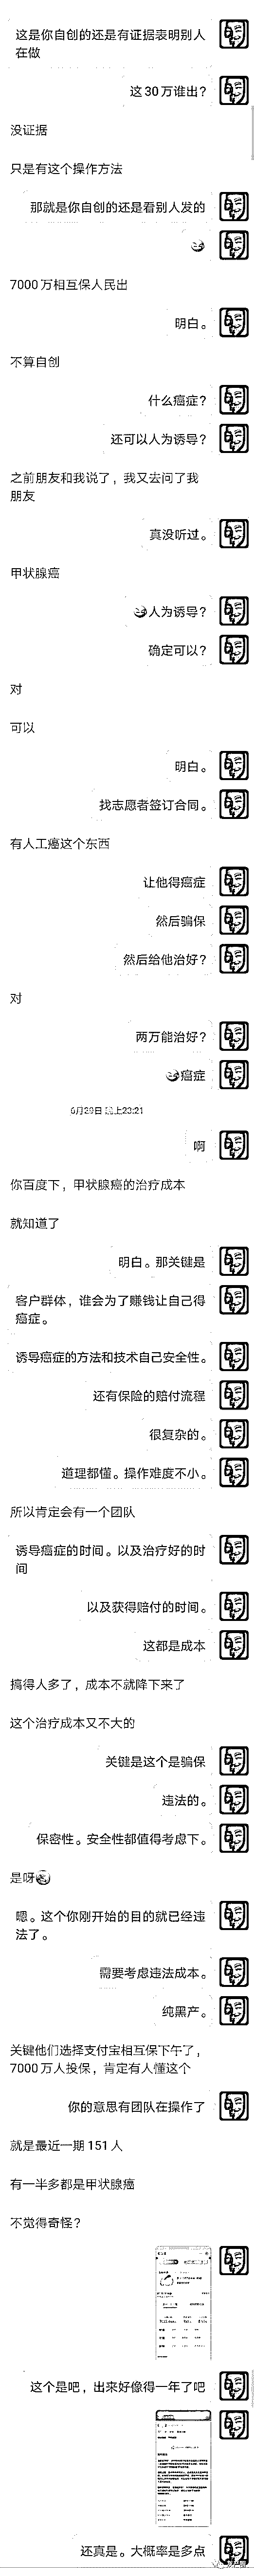 这是你自创的还是有证据表明别人
在做
这30万谁出?
没证据
只是有这个操作方法
那就是你自创的还是看别人发的
7000万相互保人民出
明白。
不算自创
什么癌症?
还可以人为诱导?
之前朋友和我说了，我又去问了我
朋友
真没听过。
甲状腺癌
人为诱导?
确定可以?
对
可以
明白。
找志愿者签订合同。
有人工癌这个东西
让他得癌症
然后骗保
然后给他治好?
对
两万能治好?
癌症
6月29日 晚上23:21
啊
你百度下，甲状腺癌的治疗成本
就知道了
明白。那关键是
客户群体，谁会为了赚钱让自己得
癌症。
诱导癌症的方法和技术自己安全性。
还有保险的赔付流程
很复杂的。
道理都懂。操作难度不小。
所以肯定会有一个团队
诱导癌症的时间。以及治疗好的时
间
以及获得赔付的时间。
这都是成本
搞得人多了，成本不就降下来了
这个治疗成本又不大的
关键是这个是骗保
违法的。
保密性。安全性都值得考虑下。
是呀
嗯。这个你刚开始的目的就已经违
法了。
需要考虑违法成本。
纯黑产。
关键他们选择支付宝相互保下午了，
7000万人投保，肯定有人懂这个
你的意思有团队在操作了
就是最近一期151人
有一半多都是甲状腺癌
不觉得奇怪?
这个是吧，出来好像得一年了吧
还真是。大概率是多点